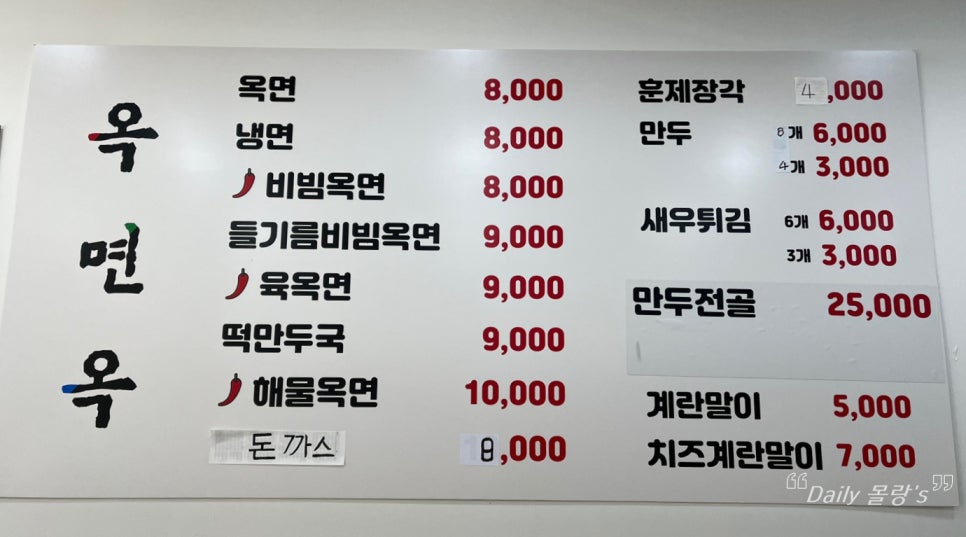 옥면옥
옥면 8,000
냉면 8,000
비빔옥면 8,000
들기름비빔옥면 9,000
육옥면 9,000
떡만두국 9,000
해물옥면 10,000
돈까스 8,000
훈제장각 4,000
만두 8개 6,000
4개 3,000
새우튀김 6개 6,000
3개 3,000
만두전골 25,000
계란말이 5,000
치즈계란말이 7,000
“Daily 몰랑's”